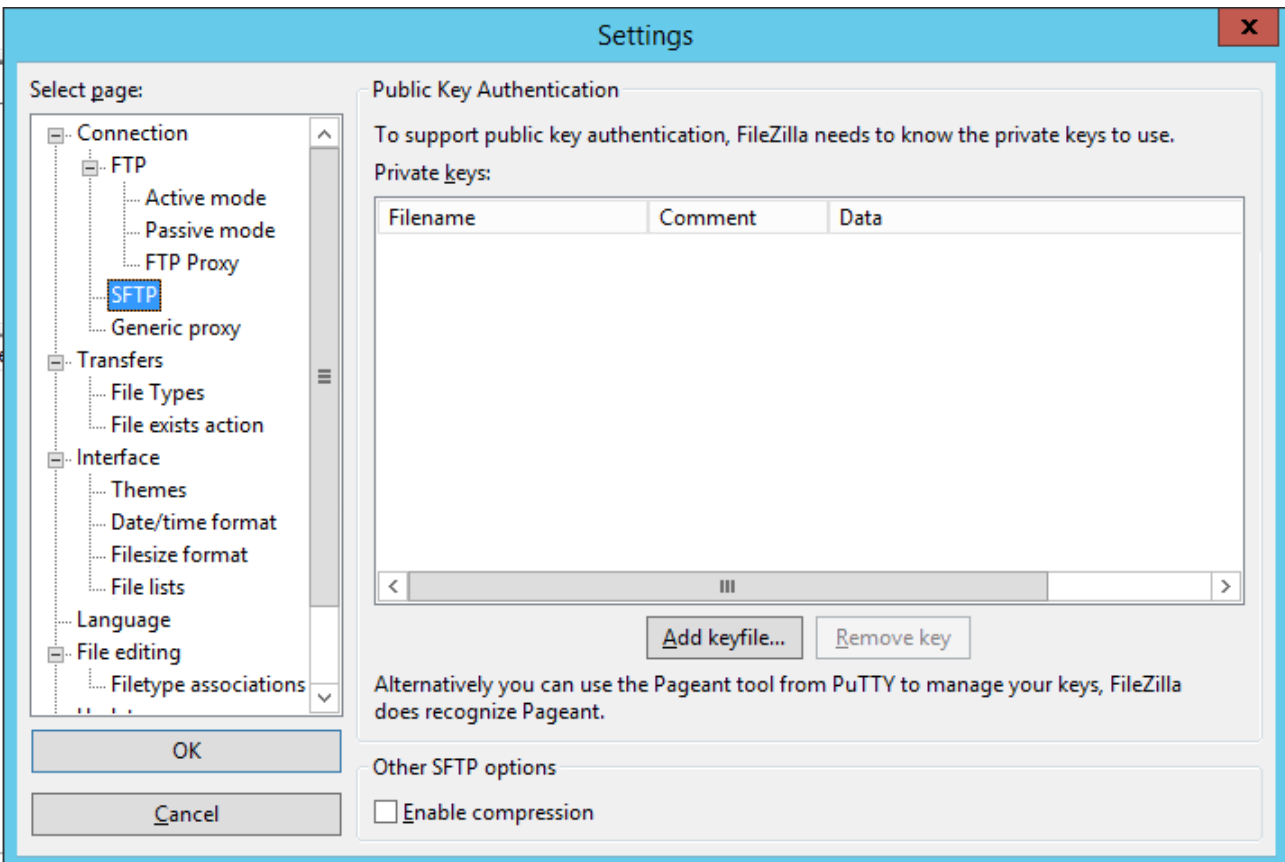 Settings
x
Select page:
Connection
FTP
Active mode
Passive mode
FTP Proxy
SFTP
Generic proxy
Transfers
File Types
File exists action
Interface
Themes
Date/time format
Filesize format
File lists
Language
File editing
Filetype associations
OK
Cancel
Public Key Authentication
To support public key authentication, FileZilla needs to know the private keys to use.
Private keys:
Filename Comment Data
Add keyfile... Remove key
Alternatively you can use the Pageant tool from PuTTY to manage your keys, FileZilla
does recognize Pageant.
Other SFTP options
Enable compression